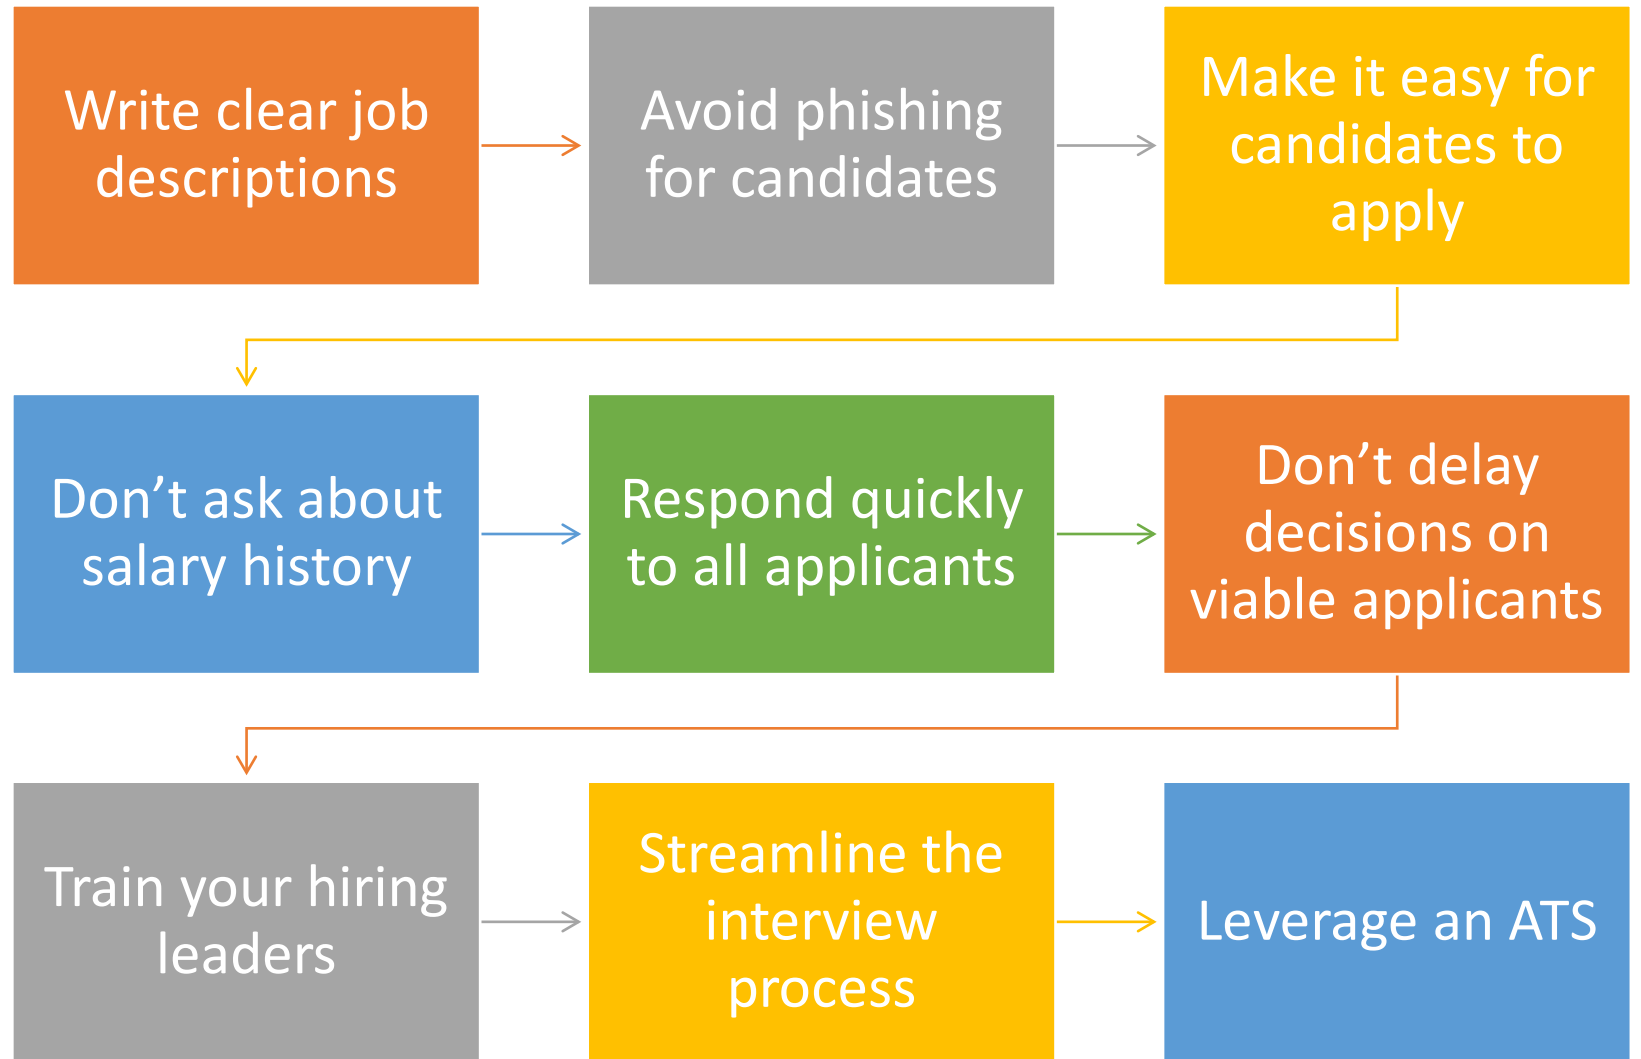 Write clear job
descriptions
Avoid phishing
for candidates
Make it easy for
candidates to
apply
Don’t ask about
salary history
Respond quickly
to all applicants
Don’t delay
decisions on
viable applicants
Train your hiring
leaders
Streamline the
interview
process
Leverage an ATS